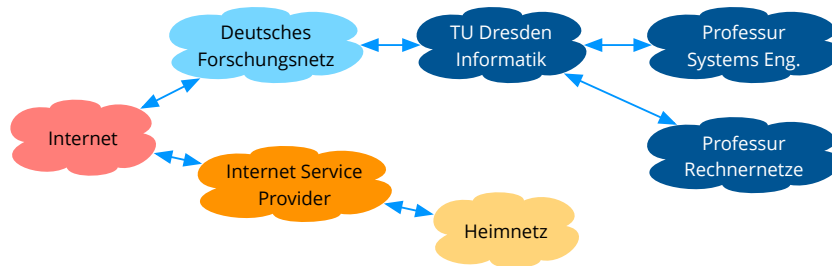 Deutsches
Forschungsnetz
TU Dresden
Informatik
Professur
Systems Eng.
Internet
Professur
Rechnernetze
Internet Service
Provider
Heimnetz